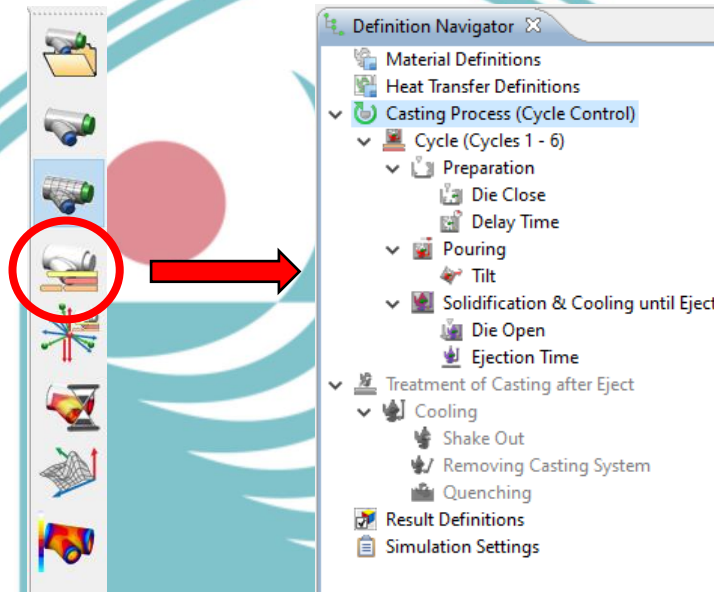 Definition Navigator
Material Definitions
Heat Transfer Definitions
Casting Process (Cycle Control)
Cycle (Cycles 1 - 6)
Preparation
Die Close
Delay Time
Pouring
Tilt
Solidification & Cooling until Eject
Die Open
Ejection Time
Treatment of Casting after Eject
Cooling
Shake Out
Removing Casting System
Quenching
Result Definitions
Simulation Settings